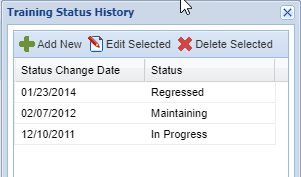 Training Status History
Add New Edit Selected Delete Selected
Status Change Date Status
01/23/2014 Regressed
02/07/2012 Maintaining
12/10/2011 In Progress